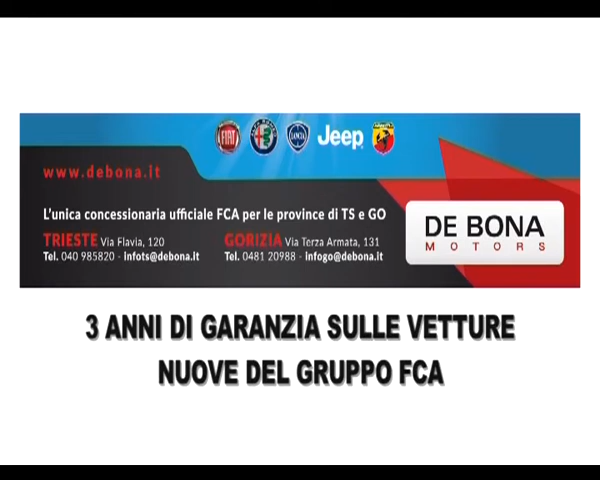 FIAT
LANCIA
Jeep
www.debona.it
L'unica concessionaria ufficiale FCA per le province di TS e GO
TRIESTE Via Flavia, 120
GORIZIA Via Terza Armata, 131
Tel. 040 985820 - infots@debona.it
Tel. 0481 20988 - infogo@debona.it
DE BONA
MOTORS
3 ANNI DI GARANZIA SULLE VETTURE
NUOVE DEL GRUPPO FCA